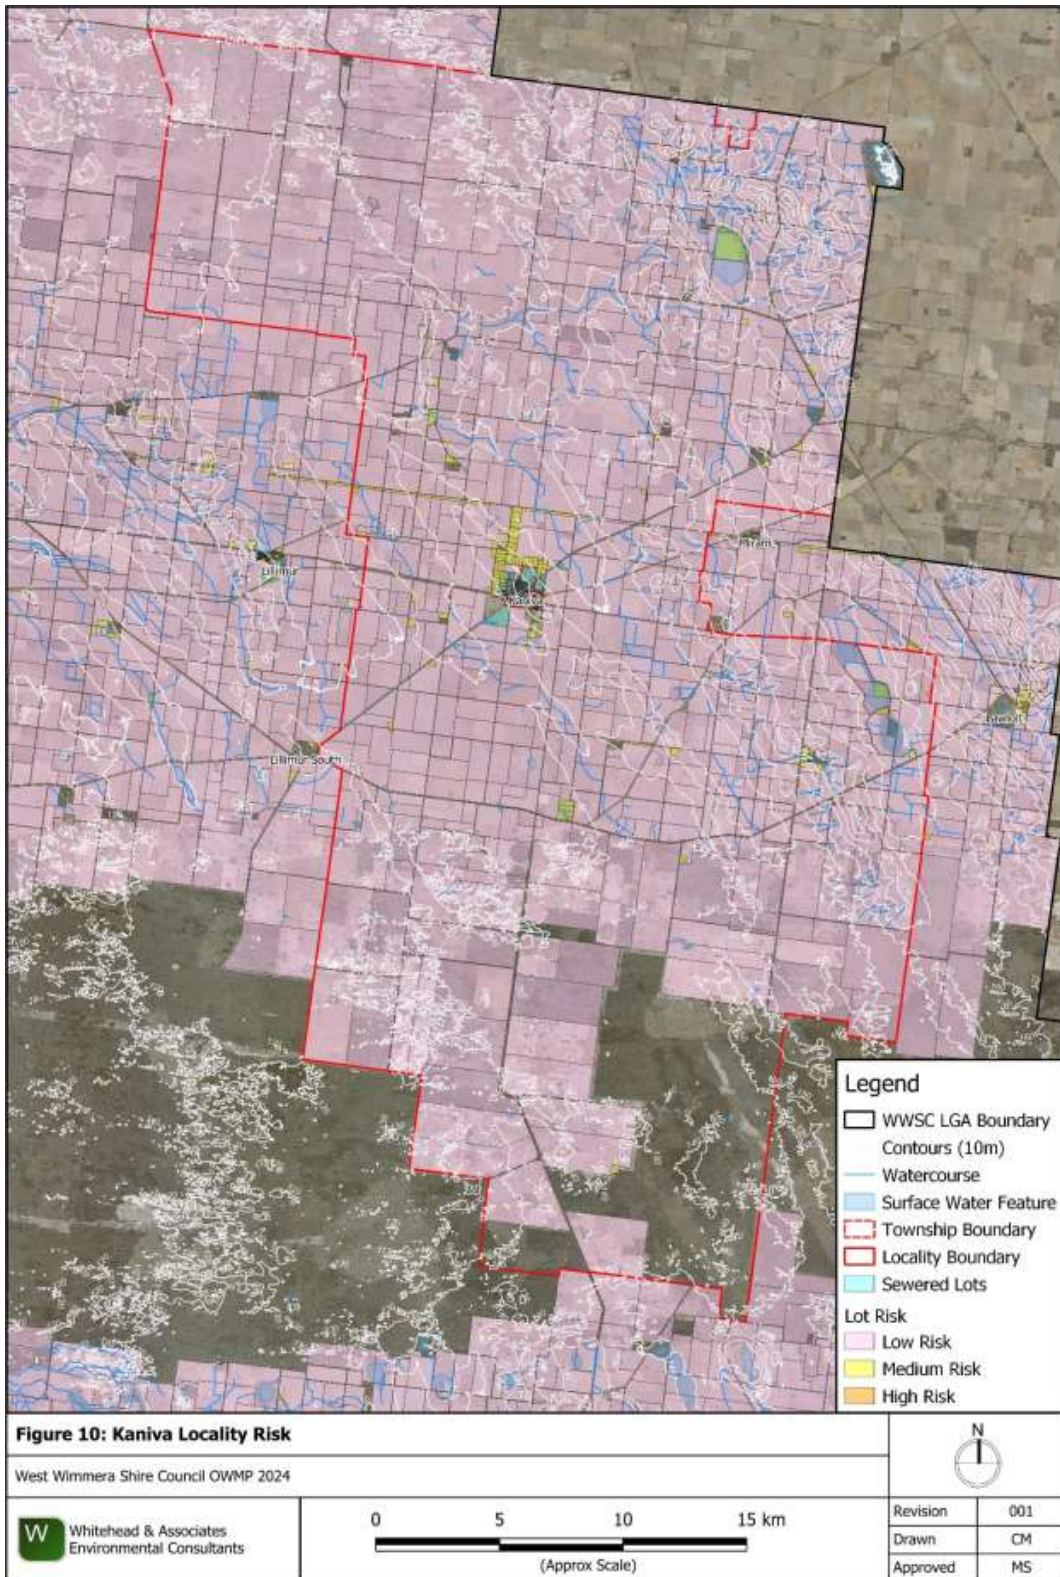 Miram
Lillimur
Kaniva
Lillimur South
Legend
WWSC LGA Boundary
Contours (10m)
Watercourse
Surface Water Feature
Township Boundary
Locality Boundary
Sewered Lots
Lot Risk
Low Risk
Medium Risk
High Risk
Figure 10: Kaniva Locality Risk
West Wimmera Shire Council OWMP 2024
N
W
Whitehead & Associates
Environmental Consultants
0 5 10 15 km
(Approx Scale)
Revision 001
Drawn CM
Approved MS